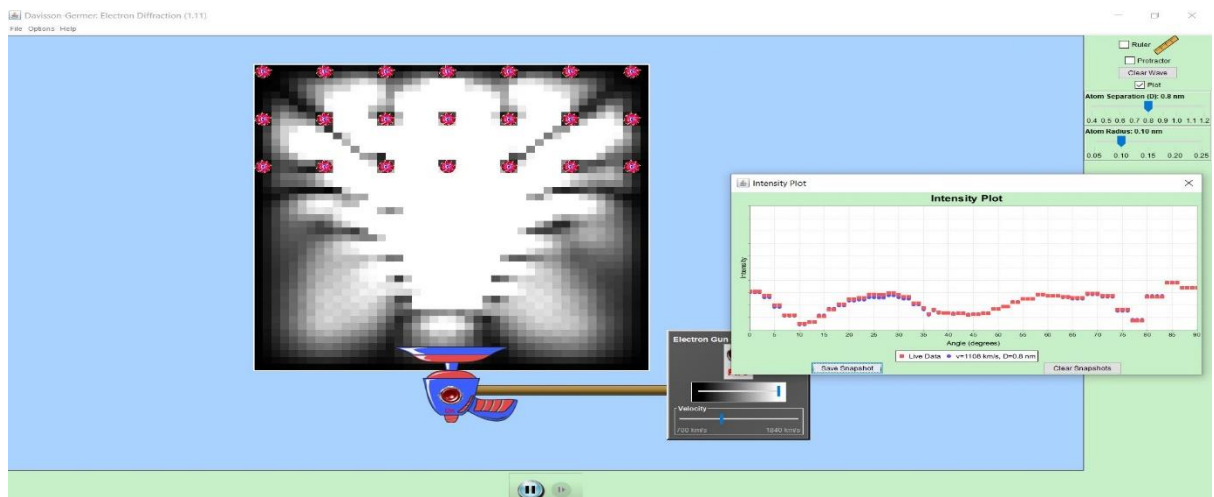 Davisson-Germer: Electron Diffraction (1.11)
File Options Help
Ruler
Protractor
Clear Wave
Plot
Atom Separation (D): 0.8 nm
0.4 0.5 0.6 0.7 0.8 0.9 1.0 1.1 1.2
Atom Radius: 0.10 nm
0.05 0.10 0.15 0.20 0.25
Intensity Plot
Intensity Plot
Intensity
0 5 10 15 20 25 30 35 40 45 50 55 60 65 70 75 80 85 90
Angle (degrees)
Live Data v=1108 km/s, D=0.8 nm
Save Snapshot
Clear Snapshots
Electron Gun
Velocity
700 km/s 1840 km/s